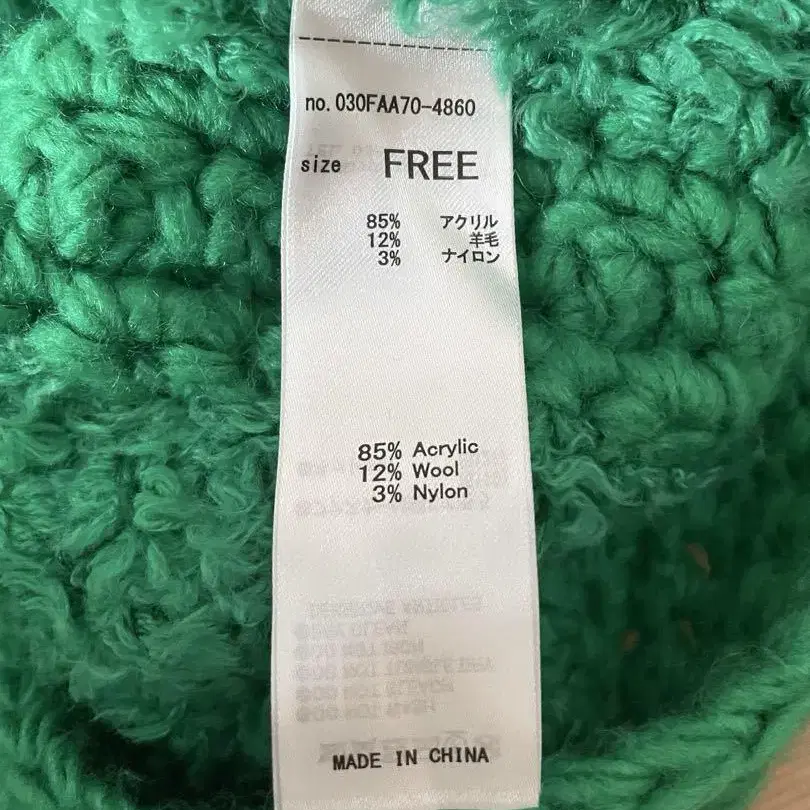 no. 030FAA70-4860
size FREE
85% アクリル
12% 羊毛
3% ナイロン
85% Acrylic
12% Wool
3% Nylon
MADE IN CHINA